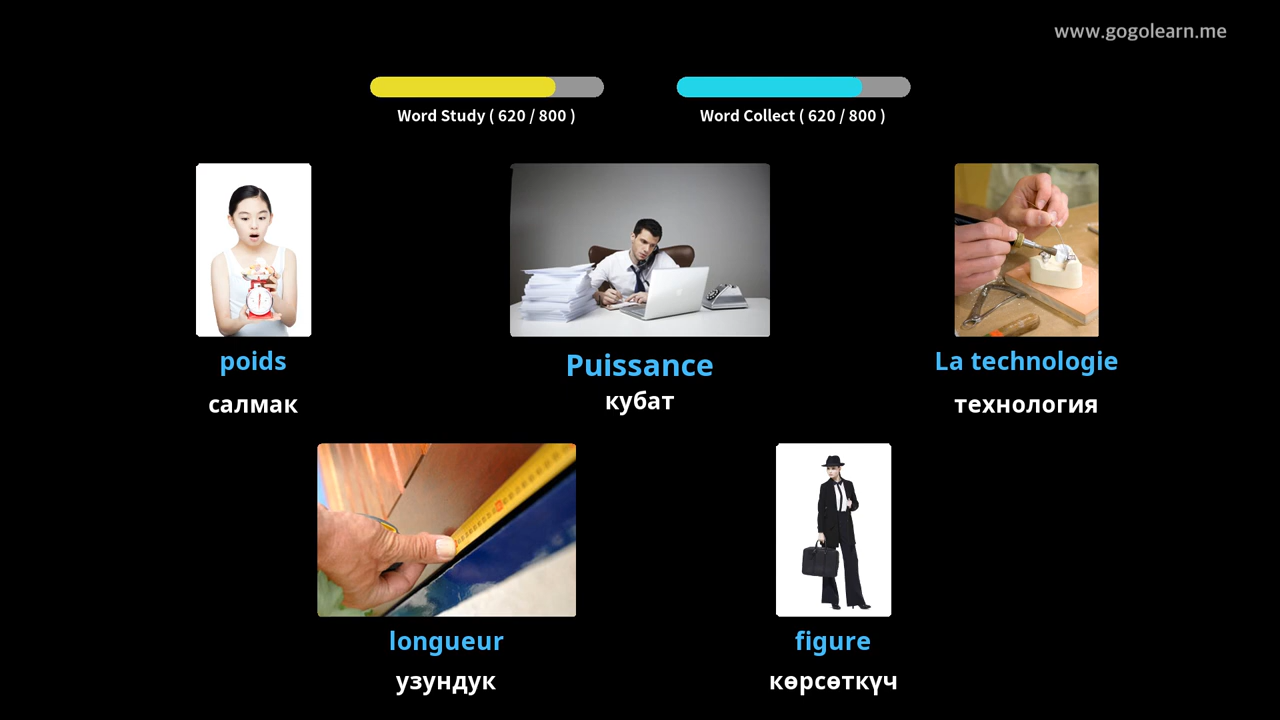 www.gogolearn.me
Word Study ( 620 / 800 )
Word Collect ( 620 / 800 )
poids
Puissance
La technologie
салмак
кубат
технология
longueur
figure
узундук
көрсөткүч